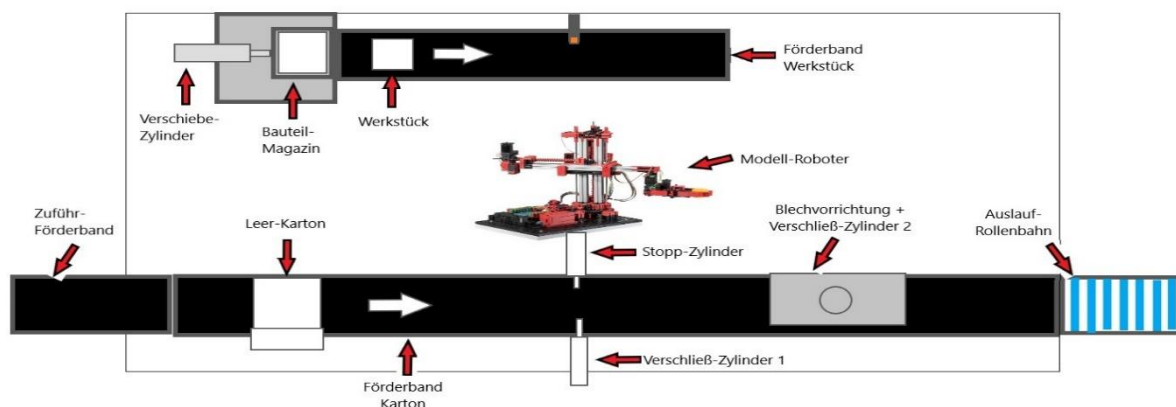 Förderband
Werkstück
Verschiebe-
Zylinder
Bauteil-
Magazin
Werkstück
Modell-Roboter
Zuführ-
Förderband
Leer-Karton
Blechvorrichtung +
Verschließ-Zylinder 2
Auslauf-
Rollenbahn
Stopp-Zylinder
Verschließ-Zylinder 1
Förderband
Karton